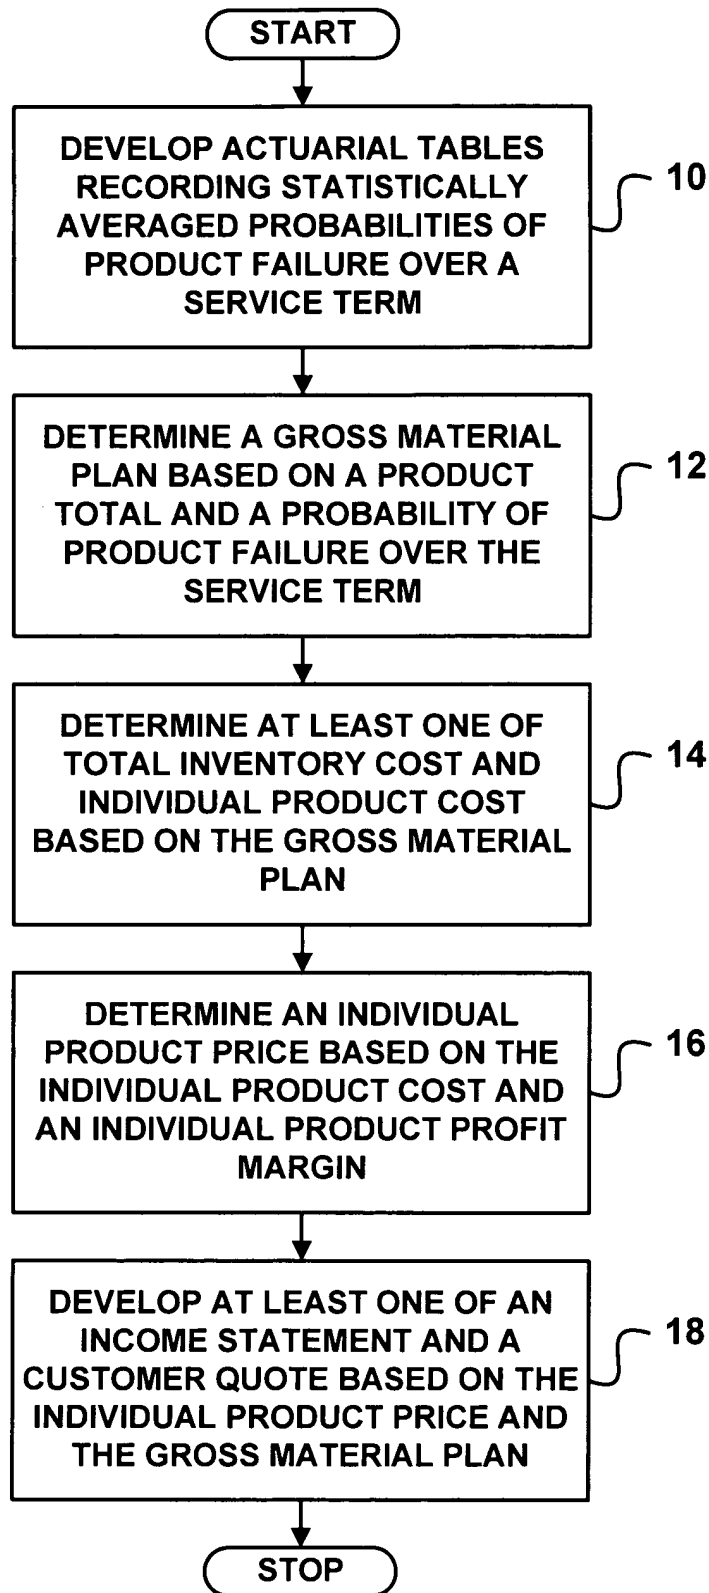 START
DEVELOP ACTUARIAL TABLES
RECORDING STATISTICALLY
AVERAGED PROBABILITIES OF
PRODUCT FAILURE OVER A
SERVICE TERM
10
DETERMINE A GROSS MATERIAL
PLAN BASED ON A PRODUCT
TOTAL AND A PROBABILITY OF
PRODUCT FAILURE OVER THE
SERVICE TERM
12
DETERMINE AT LEAST ONE OF
TOTAL INVENTORY COST AND
INDIVIDUAL PRODUCT COST
BASED ON THE GROSS MATERIAL
PLAN
14
DETERMINE AN INDIVIDUAL
PRODUCT PRICE BASED ON THE
INDIVIDUAL PRODUCT COST AND
AN INDIVIDUAL PRODUCT PROFIT
MARGIN
16
DEVELOP AT LEAST ONE OF AN
INCOME STATEMENT AND A
CUSTOMER QUOTE BASED ON THE
INDIVIDUAL PRODUCT PRICE AND
THE GROSS MATERIAL PLAN
18
STOP